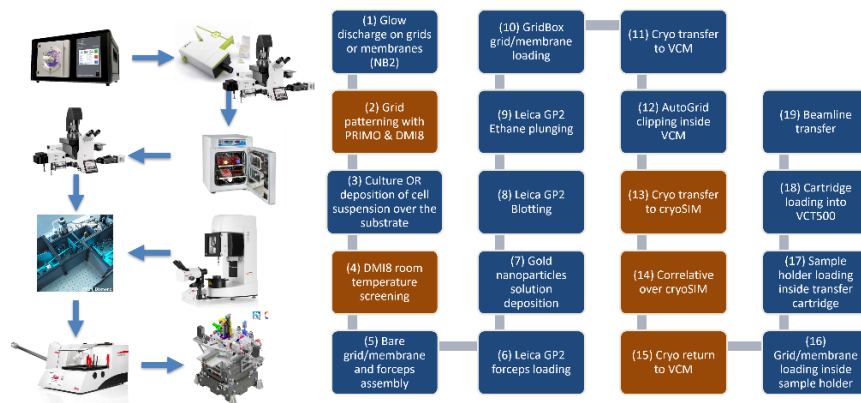 (1) Glow
discharge on grids
or membranes
(NB2)
(2) Grid
patterning with
PRIMO & DMI8
(3) Culture OR
deposition of cell
suspension over the
substrate
(4) DMI8 room
temperature
screening
(5) Bare
grid/membrane
and forceps
assembly
(6) Leica GP2
forceps loading
(7) Gold
nanoparticles
solution
deposition
(8) Leica GP2
Blotting
(9) Leica GP2
Ethane plunging
(10) GridBox
grid/membrane
loading
(11) Cryo transfer
to VCM
(12) AutoGrid
clipping inside
VCM
(13) Cryo transfer
to cryoSIM
(14) Correlative
over cryoSIM
(15) Cryo return
to VCM
(16)
Grid/membrane
loading inside
sample holder
(17) Sample
holder loading
inside transfer
cartridge
(18) Cartridge
loading into
VCT500
(19) Beamline
transfer